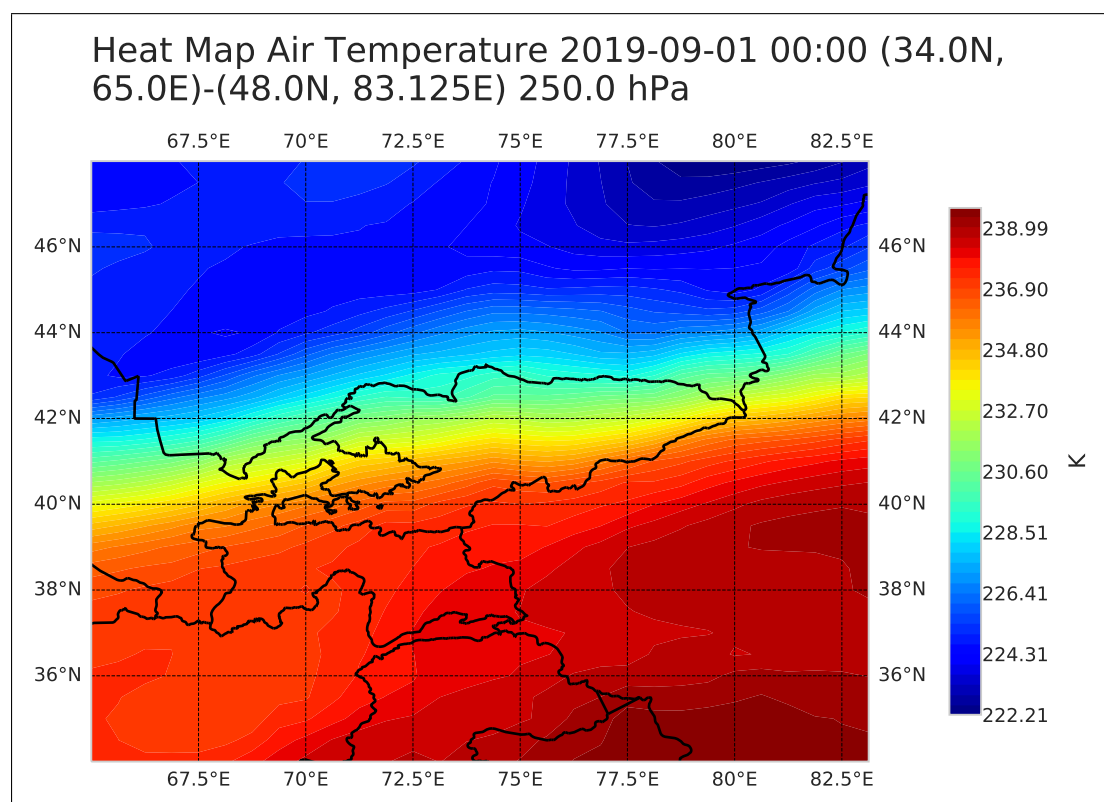 Heat Map Air Temperature 2019-09-01 00:00 (34.0N,
65.0E)-(48.0N, 83.125E) 250.0 hPa
67.5°E 70°E 72.5°E 75°E 77.5°E 80°E 82.5°E
46°N 46°N
44°N 44°N
42°N 42°N
40°N 40°N
38°N 38°N
36°N 36°N
67.5°E 70°E 72.5°E 75°E 77.5°E 80°E 82.5°E
238.99
236.90
234.80
232.70
230.60
228.51
226.41
224.31
222.21
K